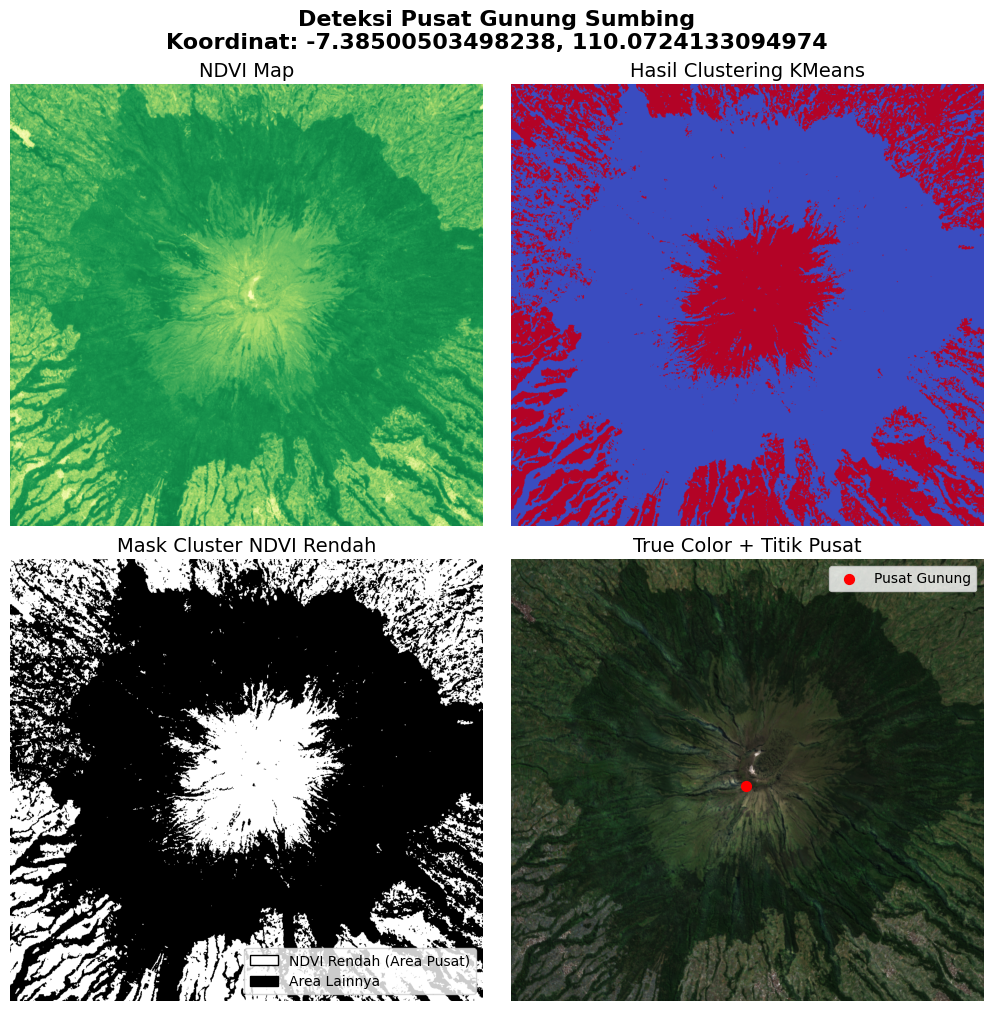 Deteksi Pusat Gunung Sumbing
Koordinat: -7.38500503498238, 110.0724133094974
NDVI Map
Hasil Clustering KMeans
Mask Cluster NDVI Rendah
True Color + Titik Pusat
Pusat Gunung
NDVI Rendah (Area Pusat)
Area Lainnya